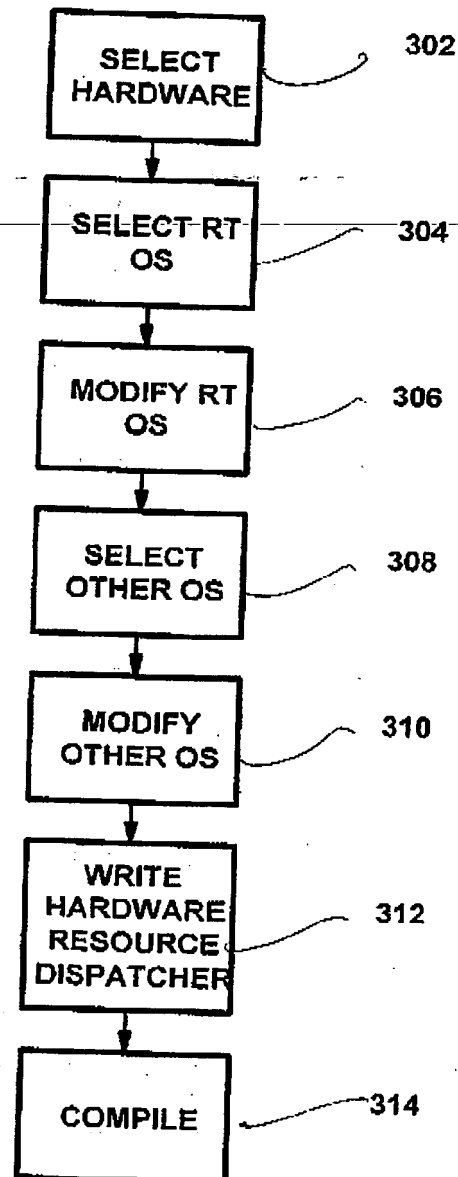 SELECT
HARDWARE
302
SELECT RT
OS
304
MODIFY RT
OS
306
SELECT
OTHER OS
308
MODIFY
OTHER OS
310
WRITE
HARDWARE
RESOURCE
DISPATCHER
312
COMPILE
314